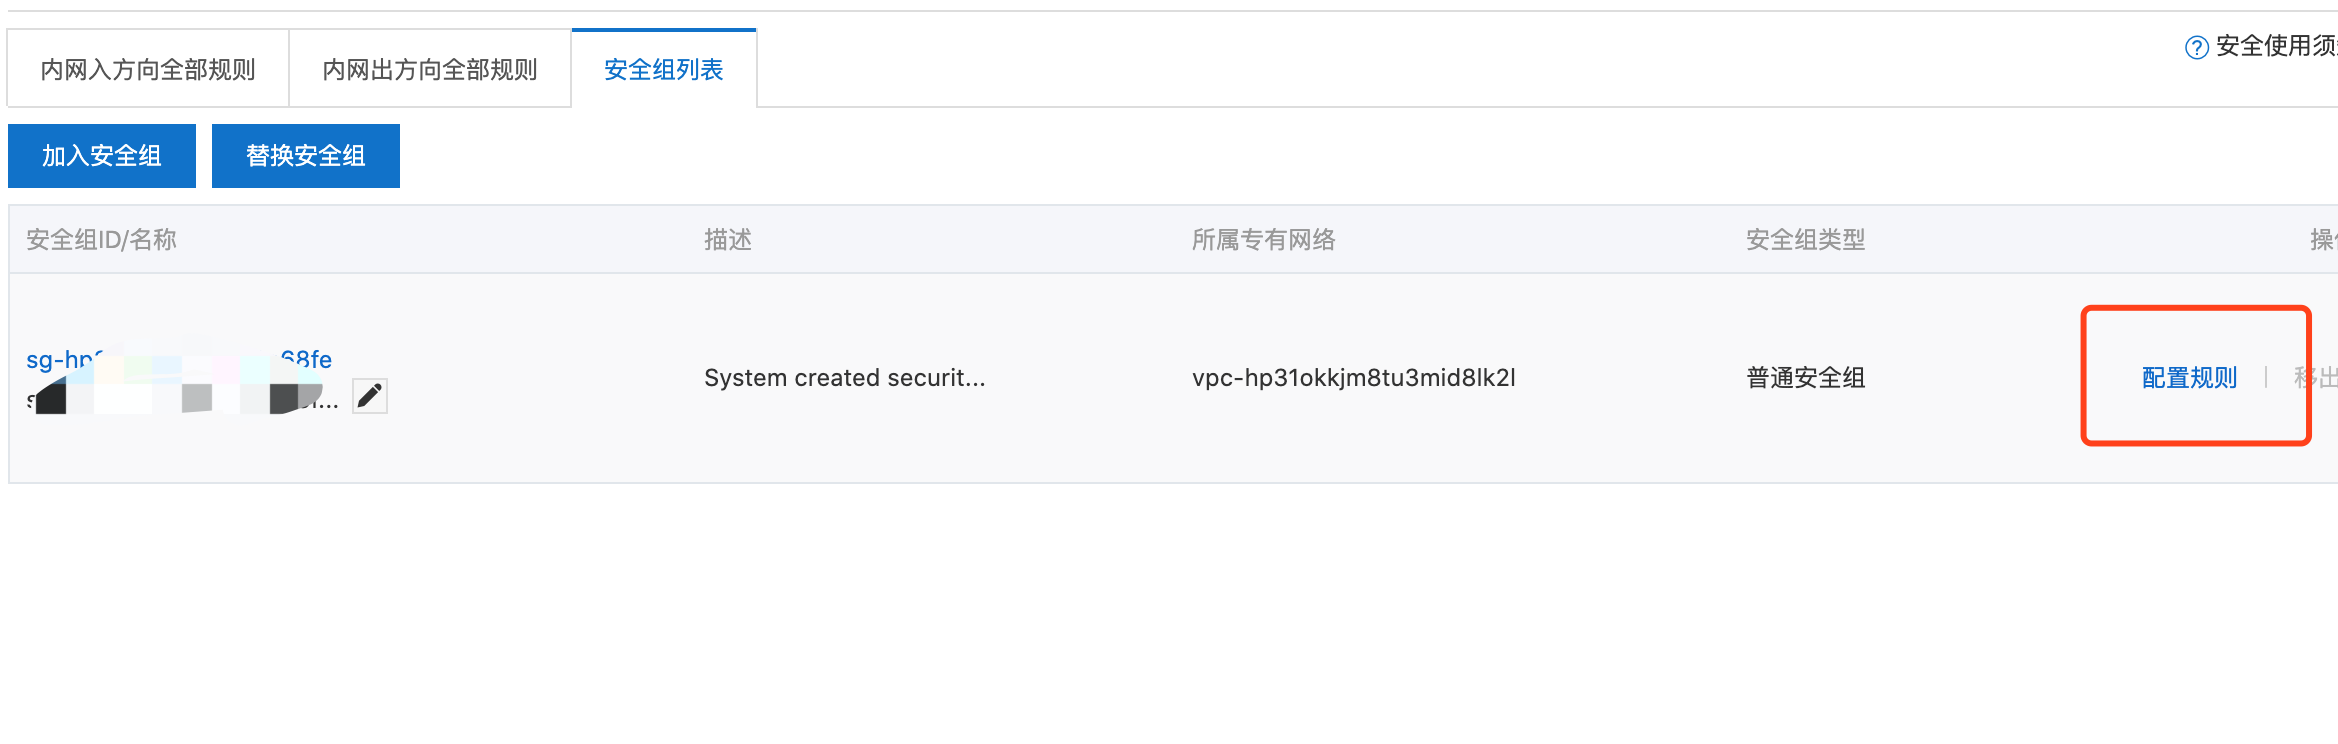 内网入方向全部规则
内网出方向全部规则
安全组列表
安全使用须
加入安全组
替换安全组
安全组ID/名称
描述
所属专有网络
安全组类型
操
sg-hp
68fe
System created securit...
vpc-hp31okkjm8tu3mid8lk2l
普通安全组
配置规则
移出